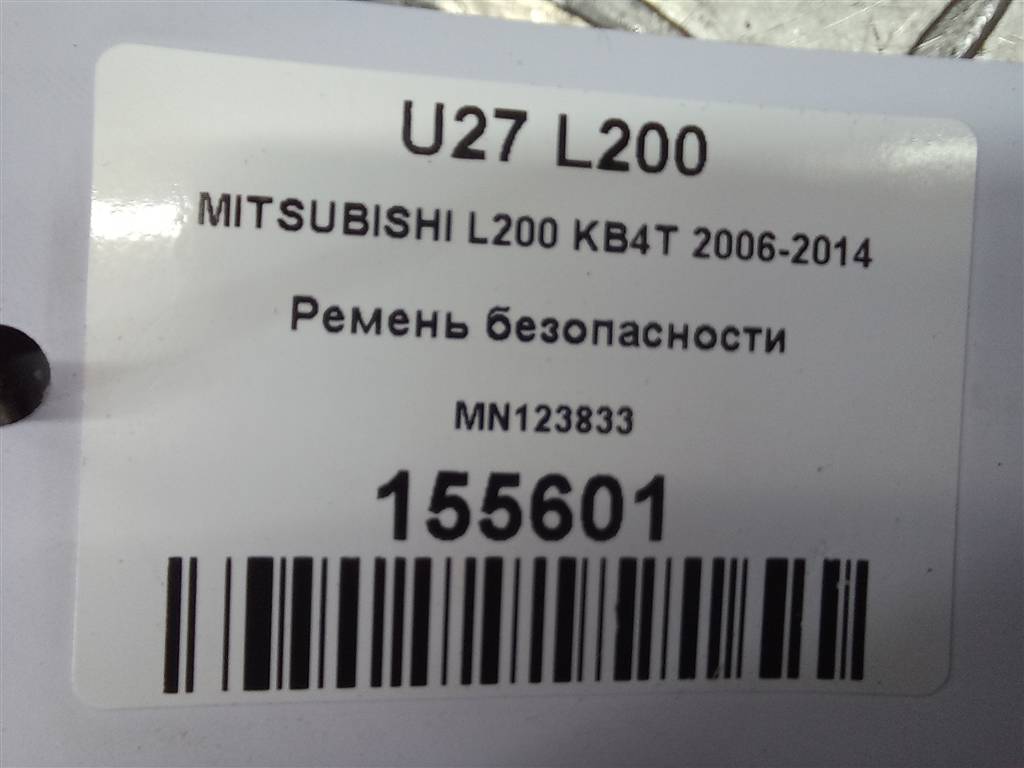 U27 L200
MITSUBISHI L200 KB4T 2006-2014
Ремень безопасности
MN123833
155601